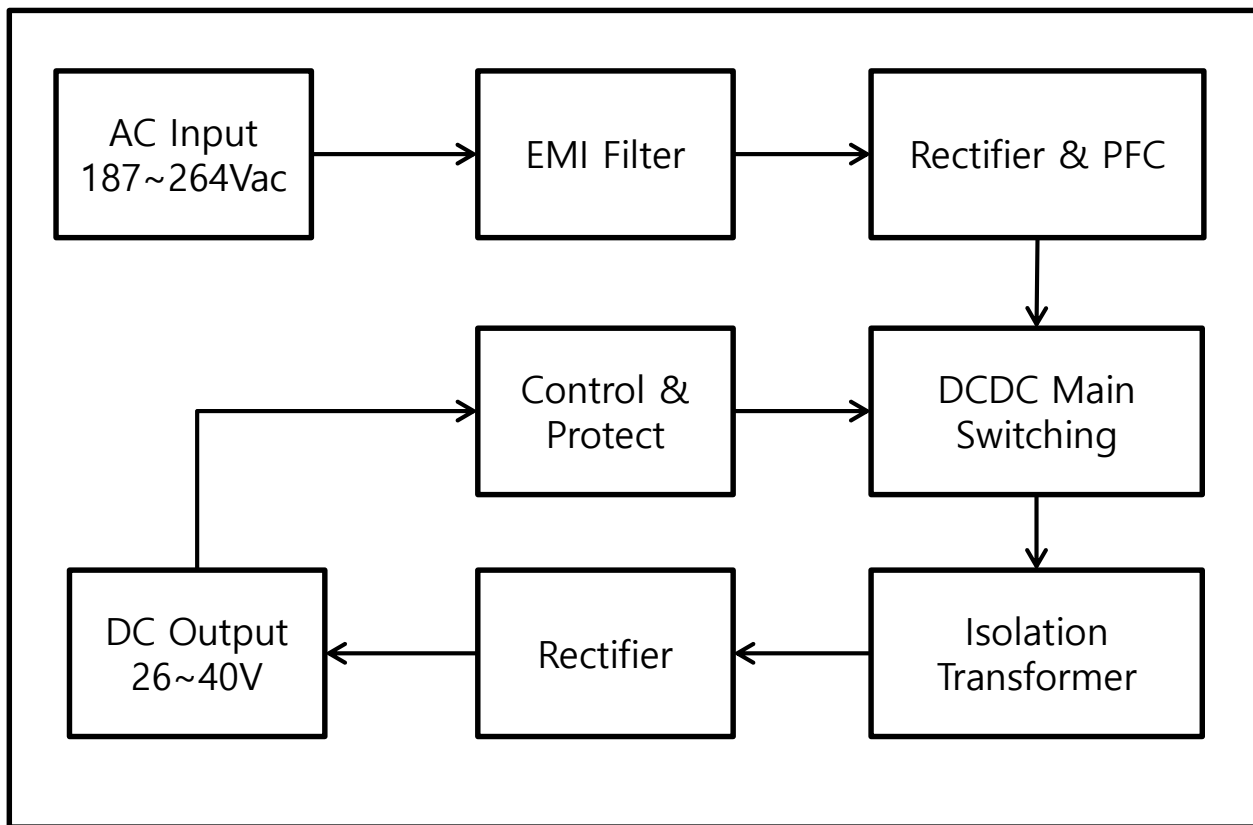 AC Input
187~264Vac
EMI Filter
Rectifier & PFC
Control &
Protect
DCDC Main
Switching
DC Output
26~40V
Rectifier
Isolation
Transformer